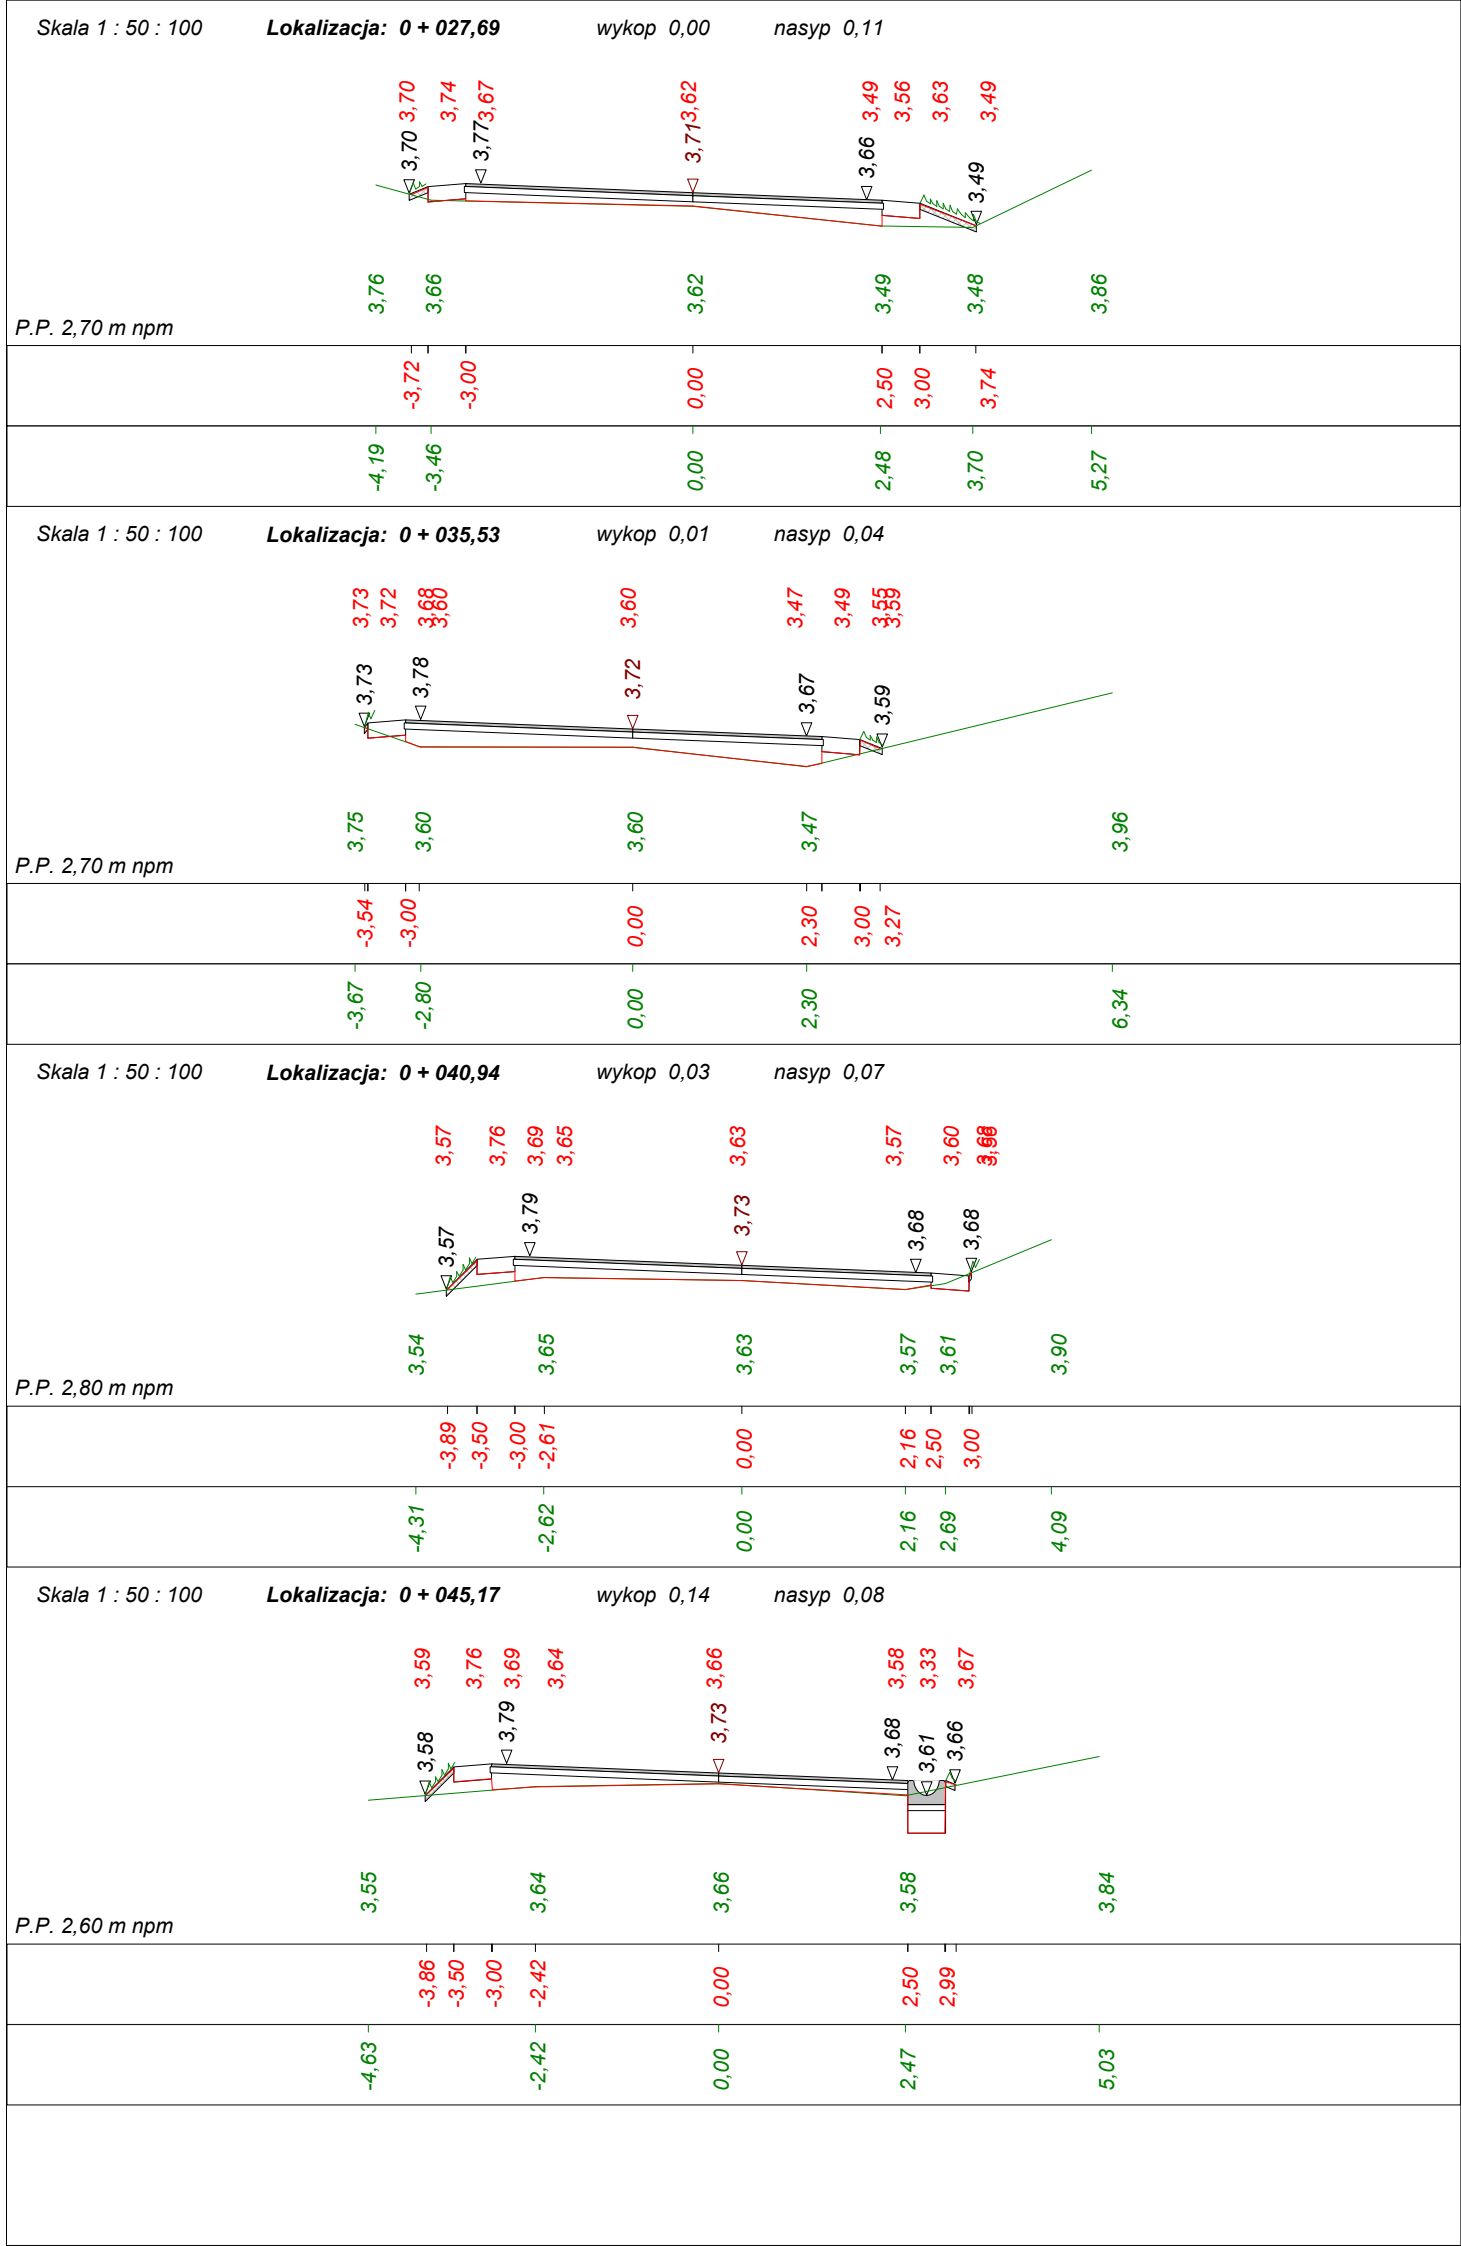 Skala 1 : 50 : 100 Lokalizacja: 0 + 027,69 wykop 0,00 nasyp 0,11
3,70 3,74 3,67 3,62 3,49 3,56 3,63 3,49
3,70 3,77 3,71 3,66 3,49
3,76 3,66 3,62 3,49 3,48 3,86
P.P. 2,70 m npm
-3,72 -3,00 0,00 2,50 3,00 3,74
-4,19 -3,46 0,00 2,48 3,70 5,27
Skala 1 : 50 : 100 Lokalizacja: 0 + 035,53 wykop 0,01 nasyp 0,04
3,73 3,72 3,68 3,60 3,60 3,47 3,49 3,55 3,59
3,73 3,78 3,72 3,67 3,59
3,75 3,60 3,60 3,47 3,96
P.P. 2,70 m npm
-3,54 -3,00 0,00 2,30 3,00 3,27
-3,67 -2,80 0,00 2,30 6,34
Skala 1 : 50 : 100 Lokalizacja: 0 + 040,94 wykop 0,03 nasyp 0,07
3,57 3,76 3,69 3,65 3,63 3,57 3,60
3,57 3,79 3,73 3,68 3,68
3,54 3,65 3,63 3,57 3,61 3,90
P.P. 2,80 m npm
-3,89 -3,50 -3,00 -2,61 0,00 2,16 2,50 3,00
-4,31 -2,62 0,00 2,16 2,69 4,09
Skala 1 : 50 : 100 Lokalizacja: 0 + 045,17 wykop 0,14 nasyp 0,08
3,59 3,76 3,69 3,64 3,66 3,58 3,33 3,67
3,58 3,79 3,73 3,68 3,61 3,66
3,55 3,64 3,66 3,58 3,84
P.P. 2,60 m npm
-3,86 -3,50 -3,00 -2,42 0,00 2,50 2,99
-4,63 -2,42 0,00 2,47 5,03